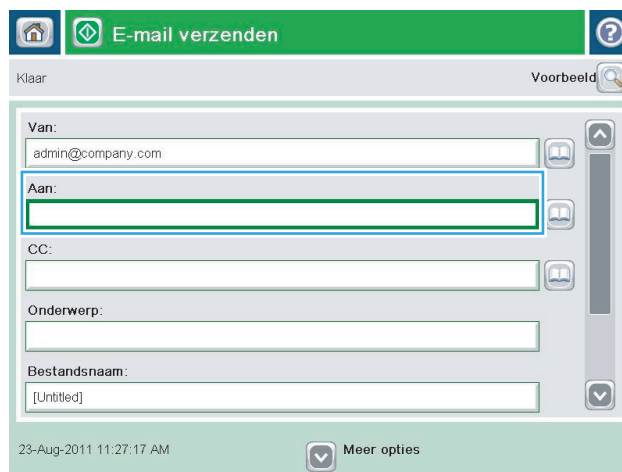 E-mail verzenden
?
Klaar
Voorbeeld
Van:
admin@company.com
Aan:
CC:
Onderwerp:
Bestandsnaam:
[Untitled]
23-Aug-2011 11:27:17 AM
Meer opties